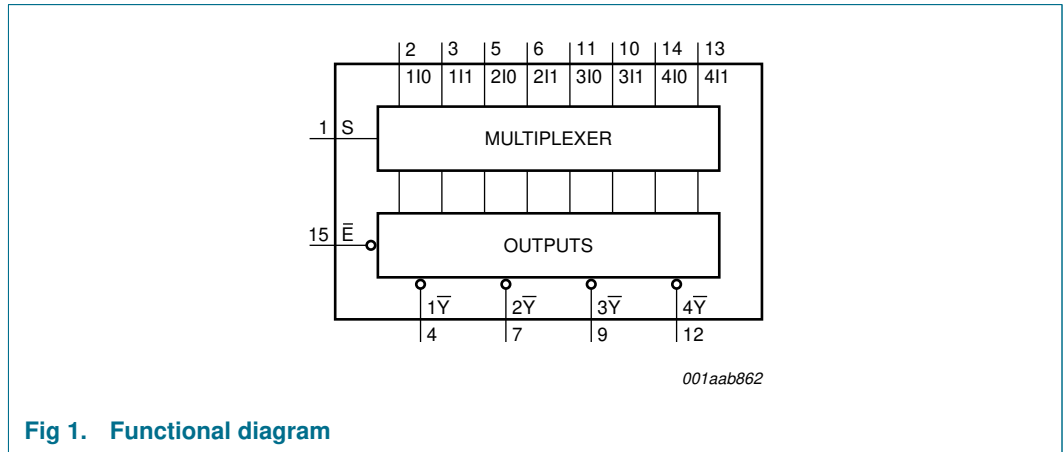 2 3 5 6 11 10 14 13
1I0 1I1 2I0 2I1 3I0 3I1 4I0 4I1
1 S
MULTIPLEXER
15 E̅
OUTPUTS
1Y̅ 2Y̅ 3Y̅ 4Y̅
4 7 9 12
001aab862
Fig 1. Functional diagram